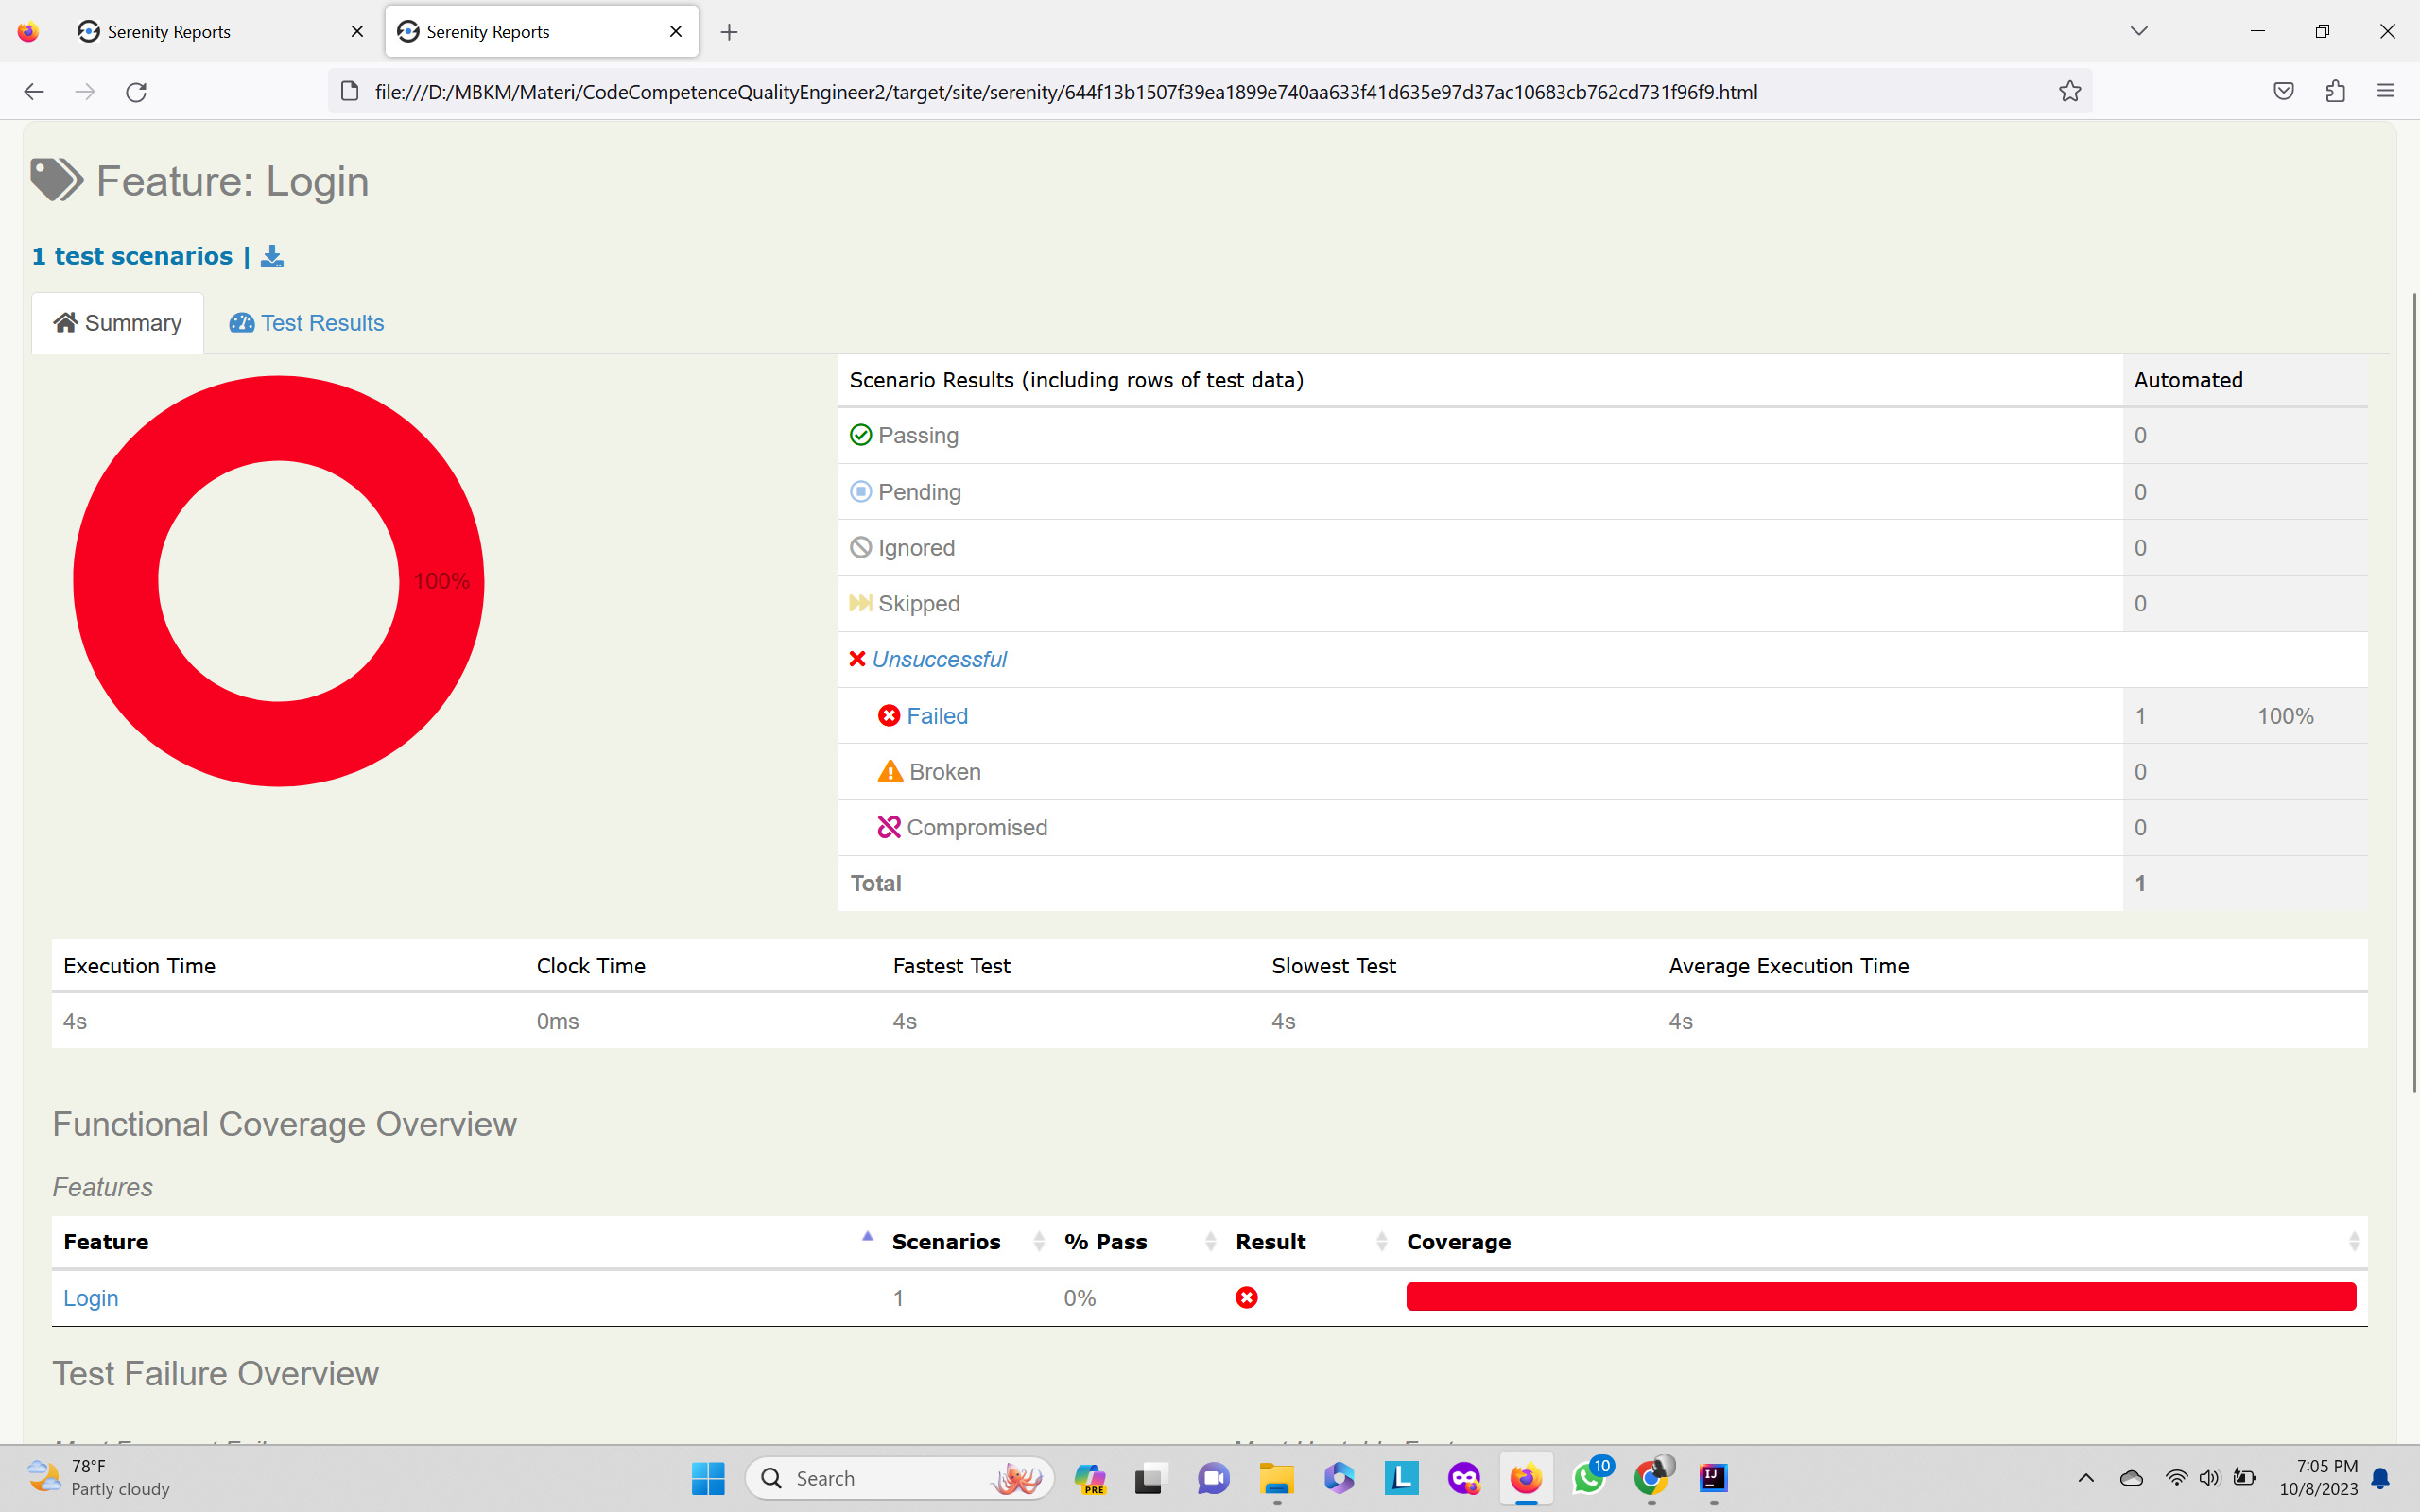 Serenity Reports
Serenity Reports
file:///D:/MBKM/Materi/CodeCompetenceQualityEngineer2/target/site/serenity/644f13b1507f39ea1899e740aa633f41d635e97d37ac10683cb762cd731f96f9.html
Feature: Login
1 test scenarios |
Summary Test Results
100%
Scenario Results (including rows of test data) Automated
Passing 0
Pending 0
Ignored 0
Skipped 0
Unsuccessful
Failed 1 100%
Broken 0
Compromised 0
Total 1
Execution Time Clock Time Fastest Test Slowest Test Average Execution Time
4s 0ms 4s 4s 4s
Functional Coverage Overview
Features
Feature Scenarios % Pass Result Coverage
Login 1 0%
Test Failure Overview
78°F
Partly cloudy
Search
PRE
L
10
IJ
7:05 PM
10/8/2023